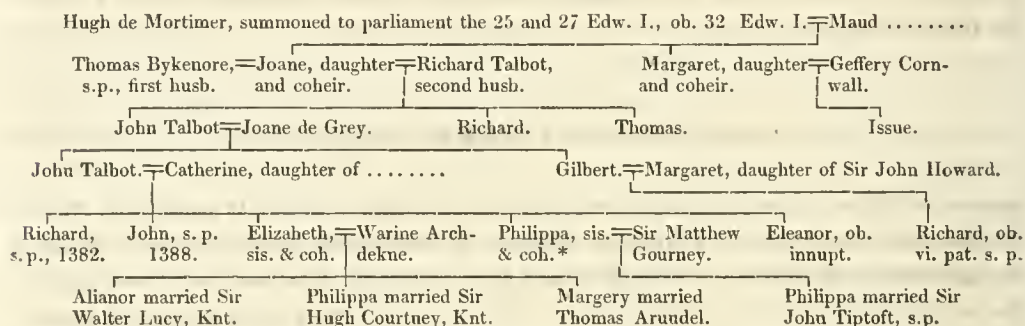 Hugh de Mortimer, summoned to parliament the 25 and 27 Edw. I., ob. 32 Edw. I.=Maud ........
Thomas Bykenore,=Joane, daughter=Richard Talbot, Margaret, daughter=Geffery Corn-
s.p., first husb. and coheir. second husb. and coheir. wall.
John Talbot=Joane de Grey. Richard. Thomas. Issue.
John Talbot.=Catherine, daughter of ........ Gilbert.=Margaret, daughter of Sir John Howard.
Richard, John, s. p. Elizabeth,=Warine Arch- Philippa, sis.=Sir Matthew Eleanor, ob. Richard, ob.
s.p., 1382. 1388. sis. & coh. dekne. & coh.* Gourney. innupt. vi. pat. s. p.
Alianor married Sir Philippa married Sir Margery married Philippa married Sir
Walter Lucy, Knt. Hugh Courtney, Knt. Thomas Arundel. John Tiptoft, s.p.